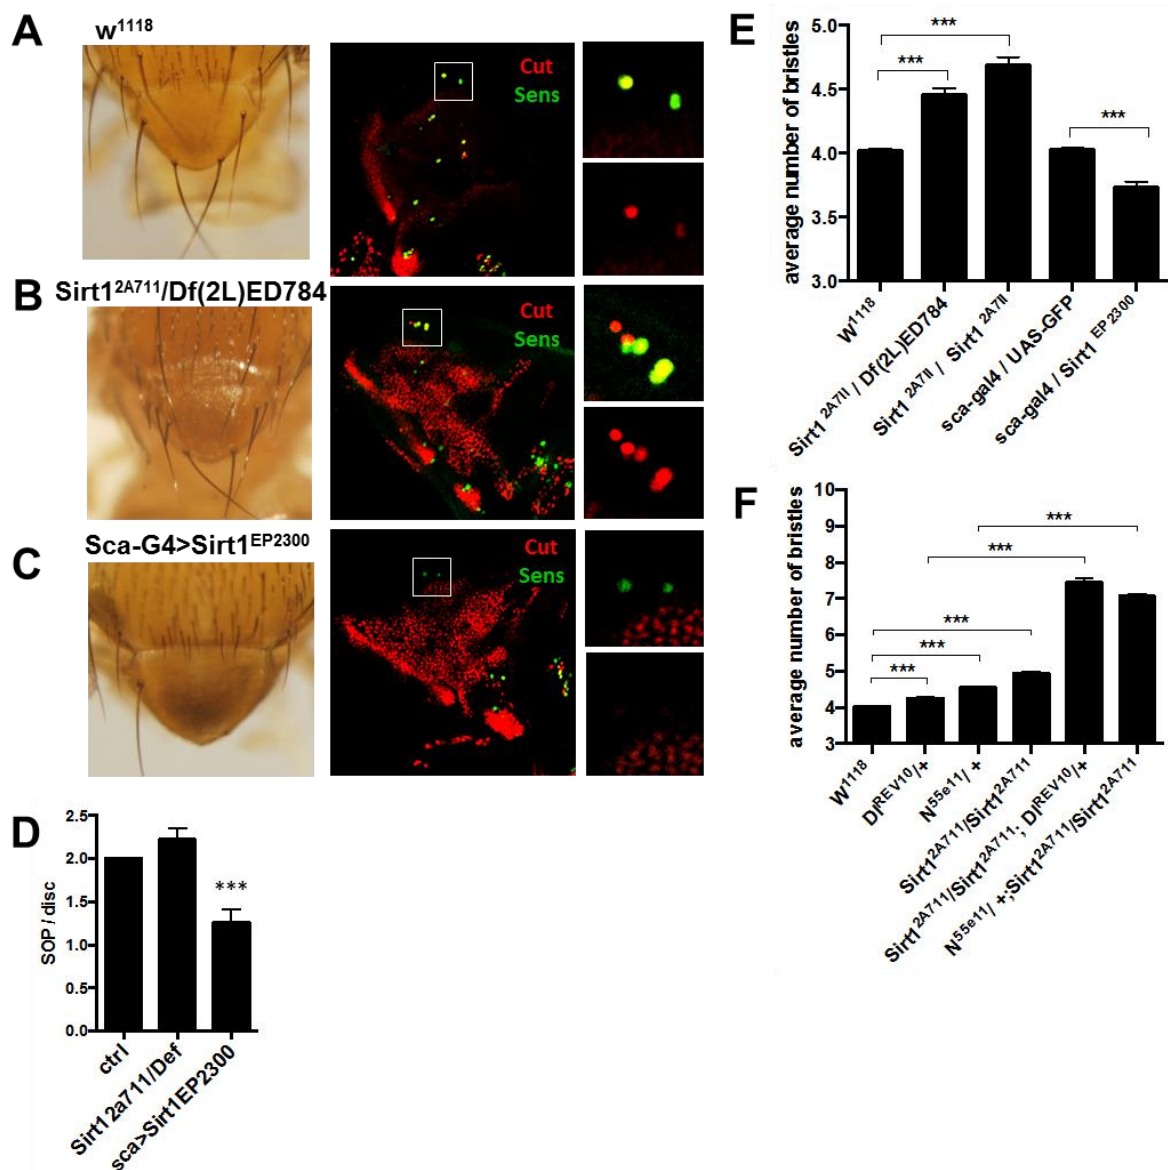 A
w1118
Cut
Sens
B
Sirt12A711/Df(2L)ED784
Cut
Sens
C
Sca-G4>Sirt1EP2300
Cut
Sens
D
SOP / disc
2.5
2.0
1.5
1.0
0.5
0.0
***
ctrl
Sirt12a711/Def
sca>Sirt1EP2300
E
average number of bristles
5.0
4.5
4.0
3.5
3.0
***
***
***
W1118
Sirt1 2A7II / Df(2L)ED784
Sirt1 2A7II / Sirt1 2A7II
sca-gal4 / UAS-GFP
sca-gal4 / Sirt1 EP2300
F
average number of bristles
10
9
8
7
6
5
4
3
***
***
***
***
***
W1118
DlREV10/+
N55e11/ +
Sirt12A711/Sirt12A711
Sirt12A711/Sirt12A711; DlREV10/+
N55e11/ +;Sirt12A711/Sirt12A711